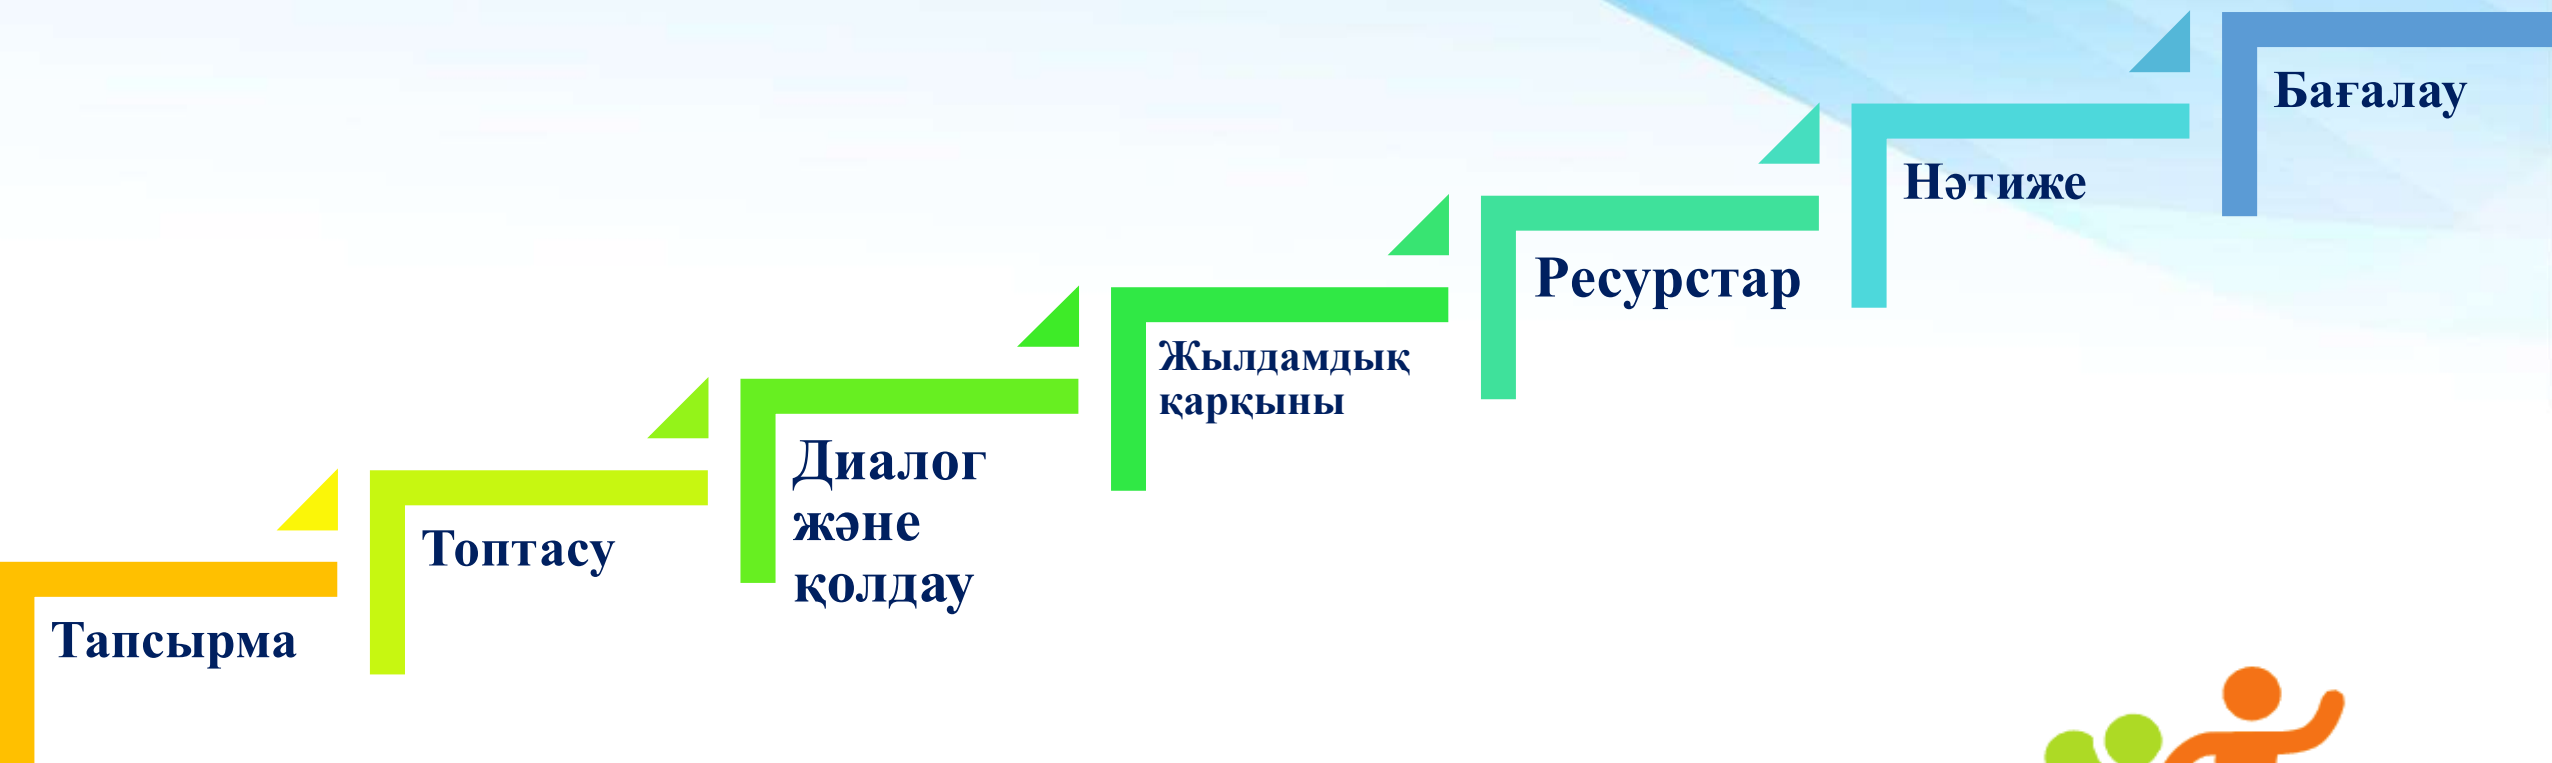 Тапсырма
Топтасу
Диалог
және
қолдау
Жылдамдық
қарқыны
Ресурстар
Нәтиже
Бағалау